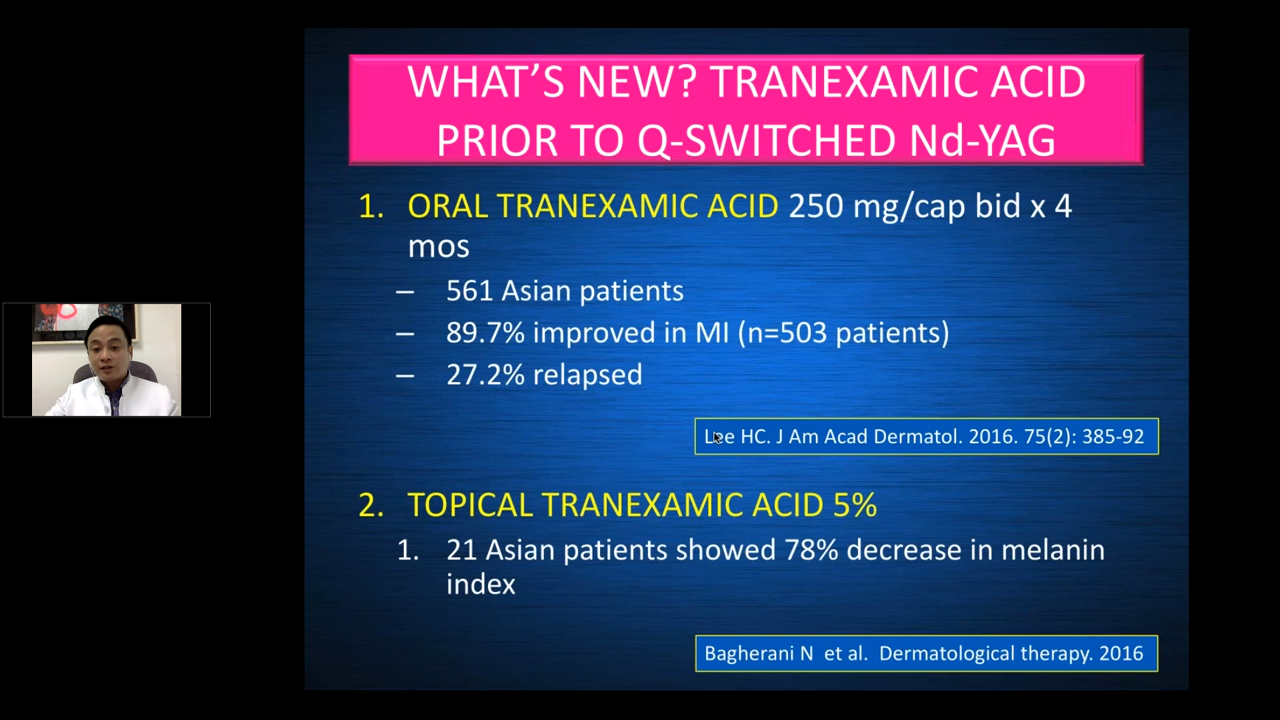 WHAT'S NEW? TRANEXAMIC ACID
PRIOR TO Q-SWITCHED Nd-YAG
1. ORAL TRANEXAMIC ACID 250 mg/cap bid x 4
mos
– 561 Asian patients
– 89.7% improved in MI (n=503 patients)
– 27.2% relapsed
Lee HC. J Am Acad Dermatol. 2016. 75(2): 385-92
2. TOPICAL TRANEXAMIC ACID 5%
1. 21 Asian patients showed 78% decrease in melanin
index
Bagherani N et al. Dermatological therapy. 2016